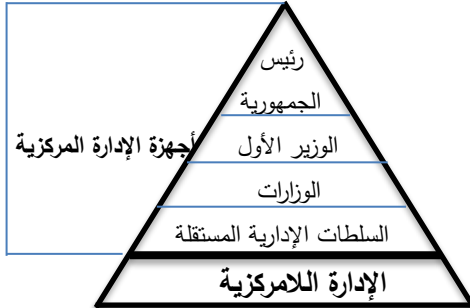 رئيس
الجمهورية
أجهزة الإدارة المركزية
الوزير الأول
الوزارات
السلطات الإدارية المستقلة
الإدارة اللامركزية